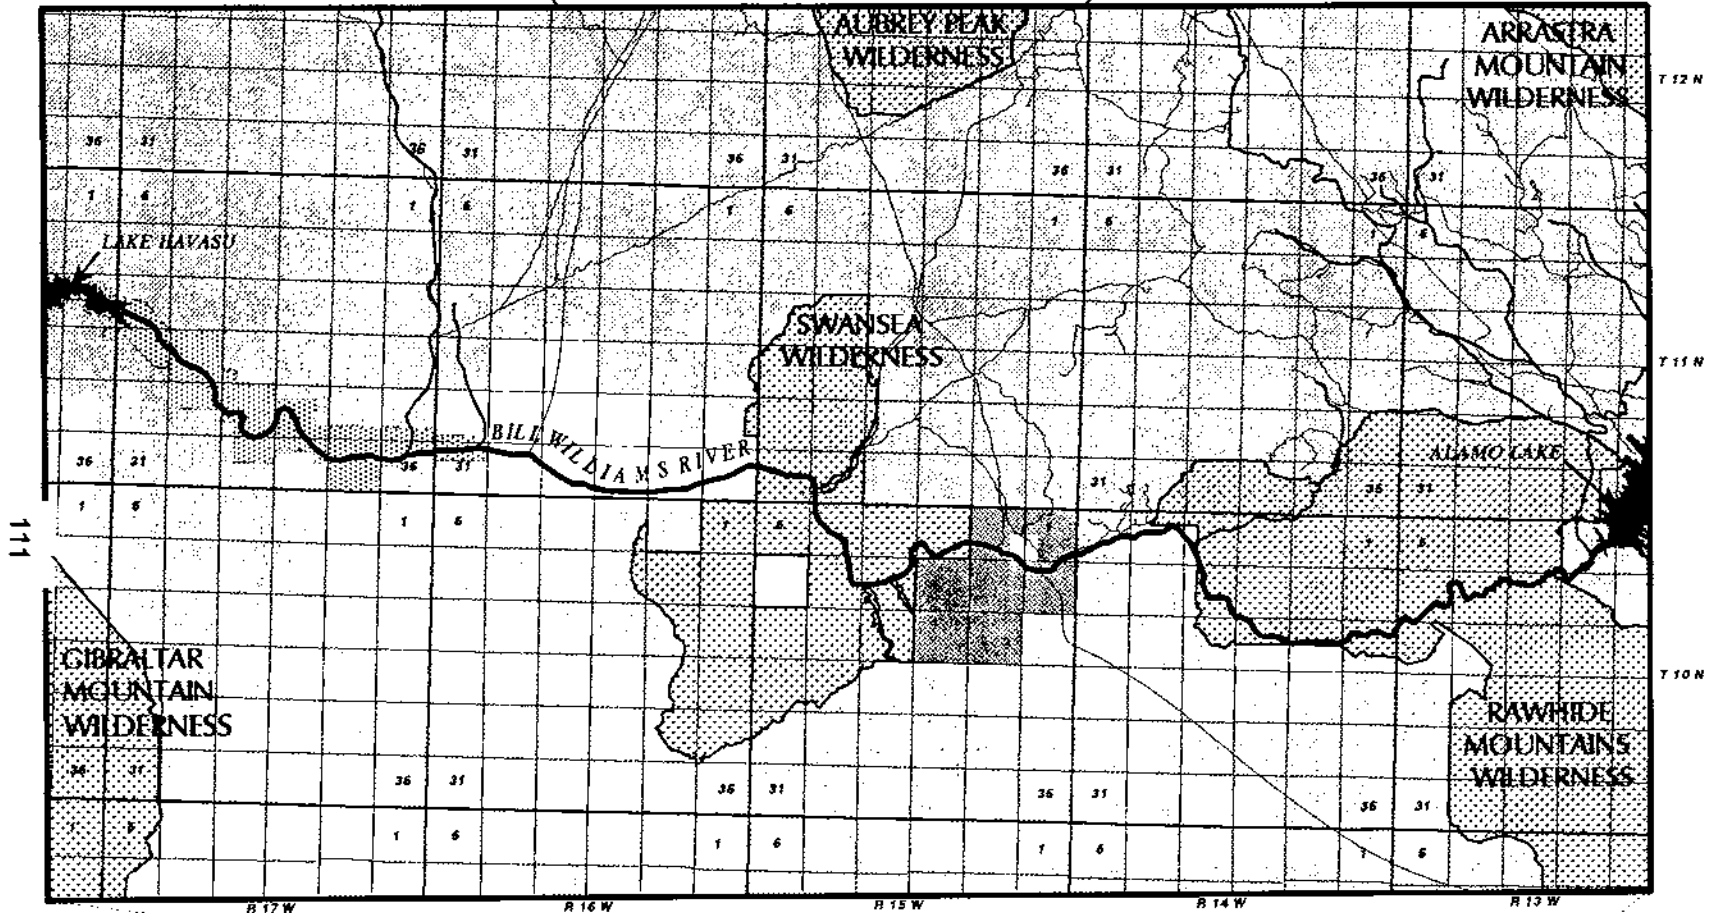 AUBREY PEAK
WILDERNESS
ARRASTRA
MOUNTAIN
WILDERNESS
T 12 N
36 31
36 31
36 31
36 31
36 31
1 6
1 6
1 6
1 6
6
LAKE HAVASU
SWANSEA
WILDERNESS
T 11 N
BILL WILLIAMS RIVER
ALAMO LAKE
36 31
36 31
31
36 31
1 6
1 6
1 6
1 6
111
GIBRALTAR
MOUNTAIN
WILDERNESS
T 10 N
RAWHIDE
MOUNTAINS
WILDERNESS
36 31
36 31
36 31
36 31
36 31
1 6
1 6
1 6
1 6
1 6
R 17 W
R 16 W
R 15 W
R 14 W
R 13 W